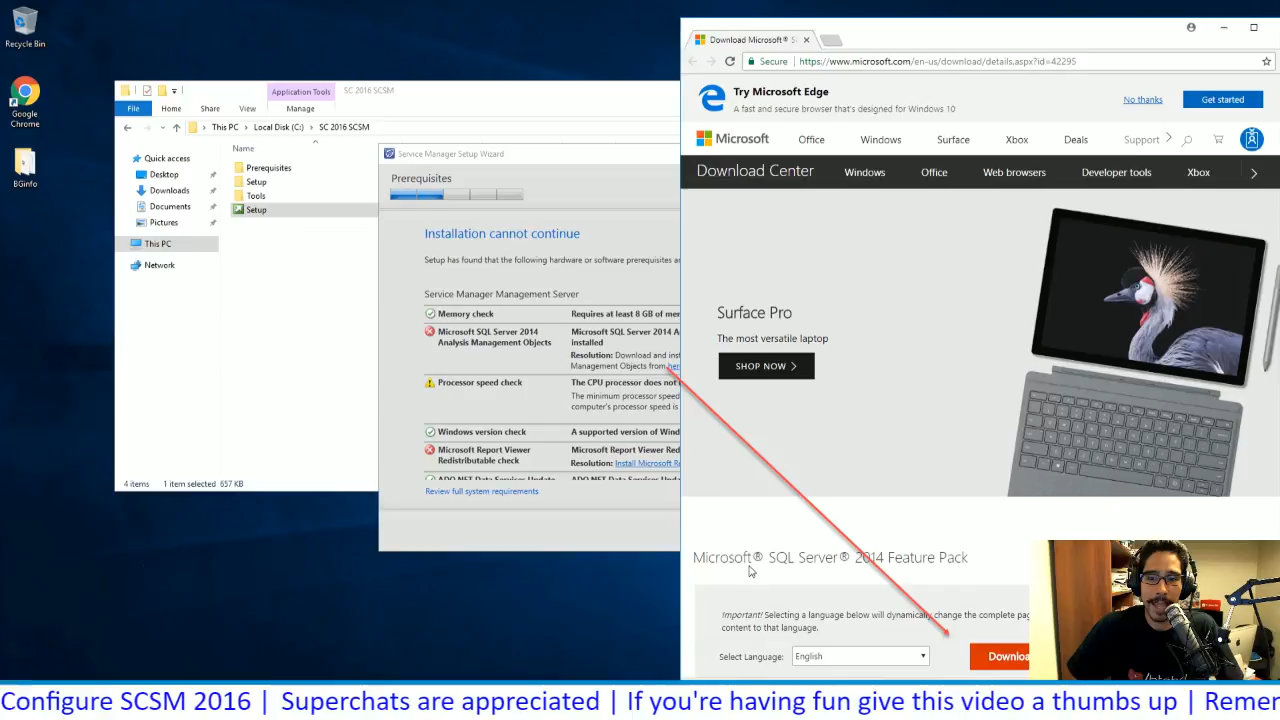 Recycle Bin
Google
Chrome
BGInfo
Application Tools
SC 2016 SCSM
File
Home
Share
View
Manage
This PC
Local Disk (C:)
SC 2016 SCSM
Name
Quick access
Desktop
Downloads
Documents
Pictures
This PC
Network
Prerequisites
Setup
Tools
Setup
4 items
1 item selected 657 KB
Service Manager Setup Wizard
Prerequisites
Installation cannot continue
Setup has found that the following hardware or software prerequisites
Service Manager Management Server
Memory check
Requires at least 8 GB of
Microsoft SQL Server 2014
Analysis Management Objects
Microsoft SQL Server 2014
installed
Resolution: Download and
Management Objects from
Processor speed check
The CPU processor does not
The minimum processor speed
computer's processor speed is
Windows version check
A supported version of
Microsoft Report Viewer
Redistributable check
Microsoft Report Viewer
Resolution: Install Microsoft
ADO.NET Data Services Update
Review full system requirements
Download Microsoft®
Secure
https://www.microsoft.com/en-us/download/details.aspx?id=42295
Try Microsoft Edge
A fast and secure browser that's designed for Windows 10
No thanks
Get started
Microsoft
Office
Windows
Surface
Xbox
Deals
Support
Download Center
Windows
Office
Web browsers
Developer tools
Xbox
Surface Pro
The most versatile laptop
SHOP NOW
Microsoft® SQL Server® 2014 Feature Pack
Important! Selecting a language below will dynamically change the complete
content to that language.
Select Language:
English
Configure SCSM 2016 | Superchats are appreciated | If you're having fun give this video a thumbs up |